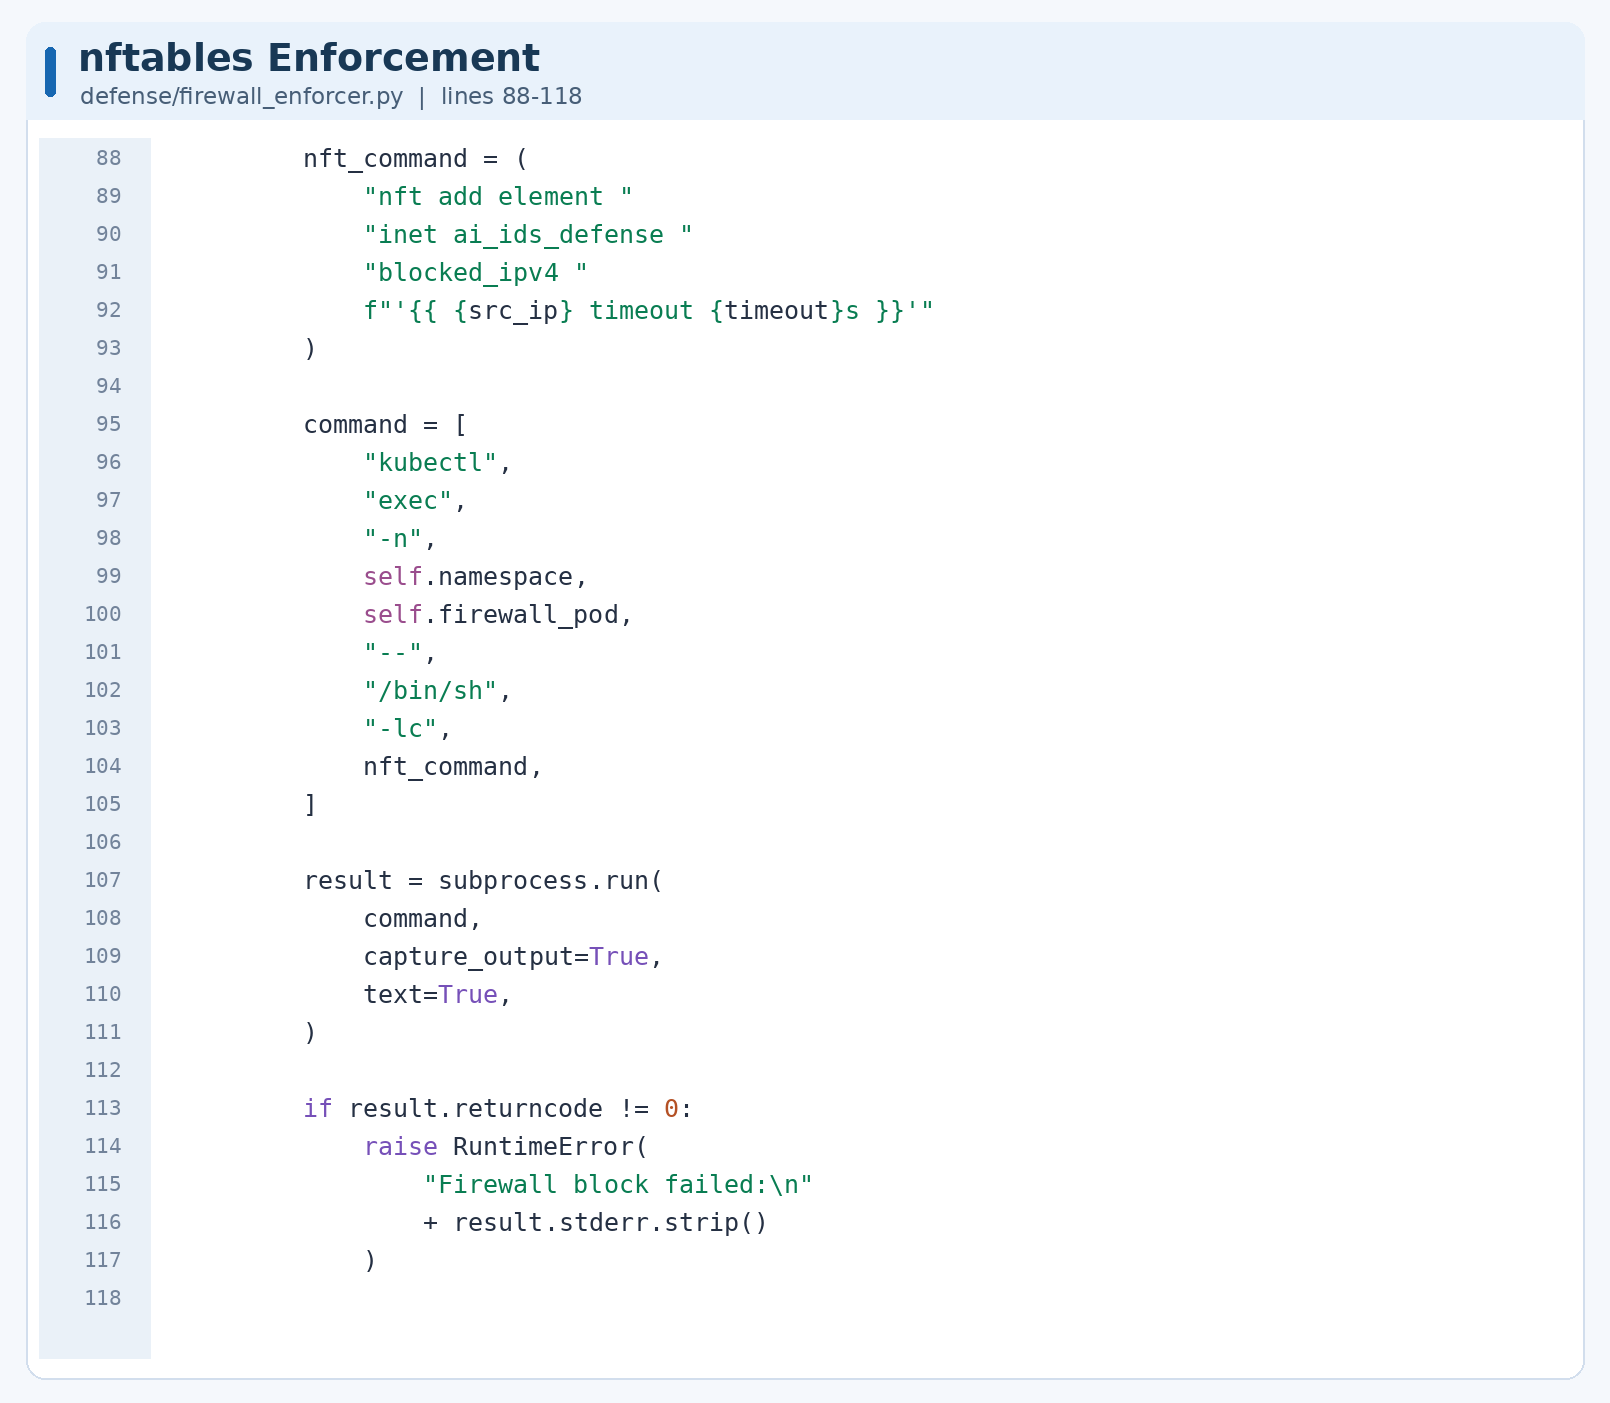 nftables Enforcement
defense/firewall_enforcer.py | lines 88-118
88 nft_command = (
89 "nft add element "
90 "inet ai_ids_defense "
91 "blocked_ipv4 "
92 f"'{{ {src_ip} timeout {timeout}s }}'"
93 )
94
95 command = [
96 "kubectl",
97 "exec",
98 "-n",
99 self.namespace,
100 self.firewall_pod,
101 "--",
102 "/bin/sh",
103 "-lc",
104 nft_command,
105 ]
106
107 result = subprocess.run(
108 command,
109 capture_output=True,
110 text=True,
111 )
112
113 if result.returncode != 0:
114 raise RuntimeError(
115 "Firewall block failed:\n"
116 + result.stderr.strip()
117 )
118